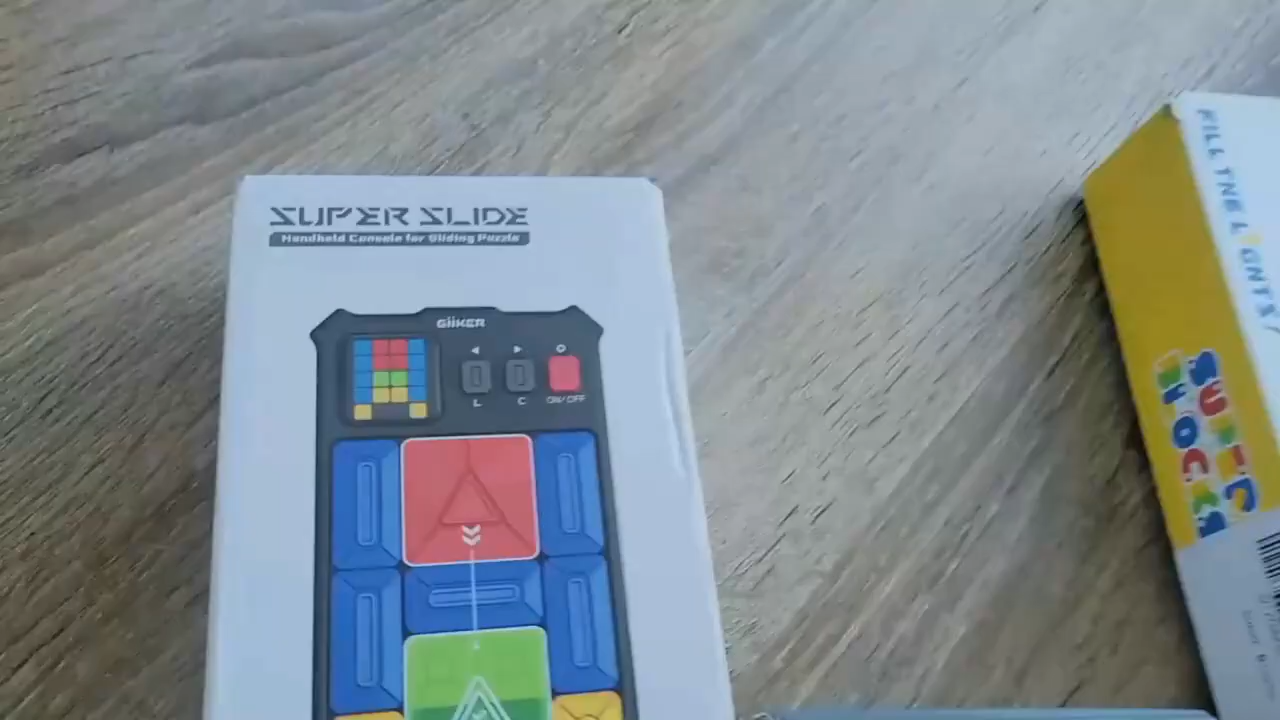 SUPER SLIDE
Handheld Console for Sliding Puzzle
GiiKER
L
C
ON/OFF
FILL THE LIGHTS!
SUPER
BLOCKS